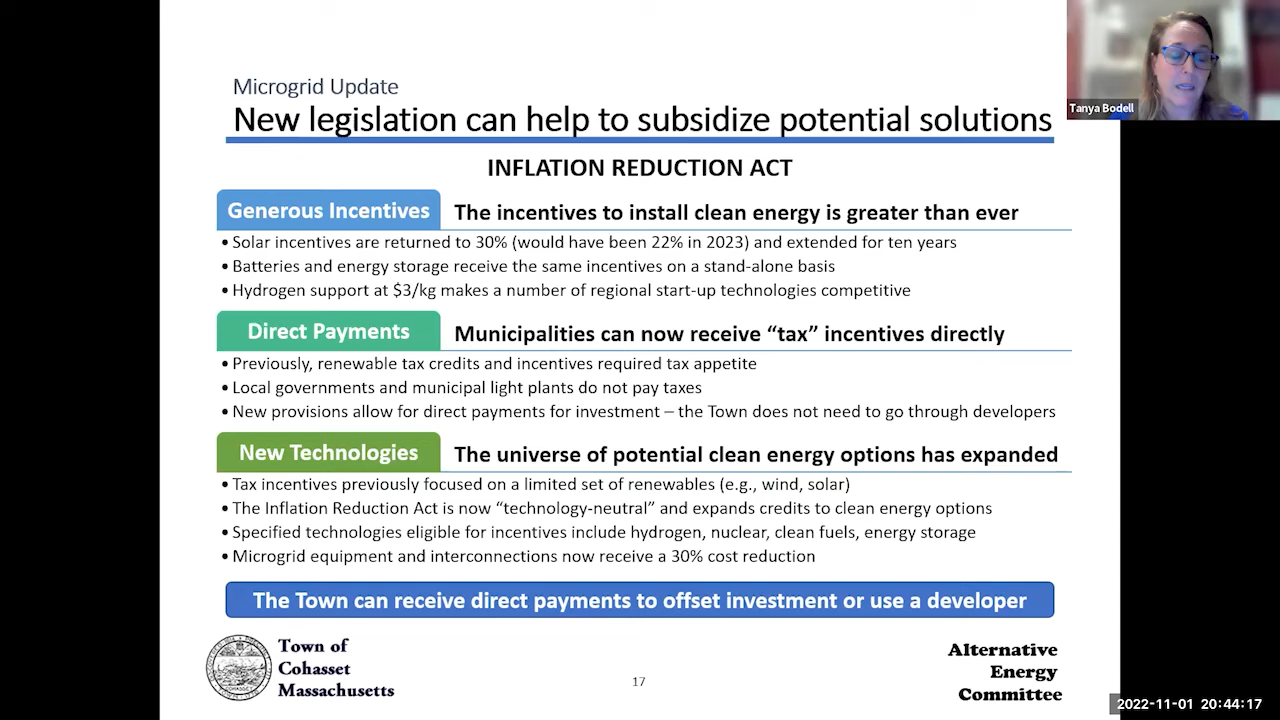 Microgrid Update
New legislation can help to subsidize potential solutions
Tanya Bodell
INFLATION REDUCTION ACT
Generous Incentives
The incentives to install clean energy is greater than ever
• Solar incentives are returned to 30% (would have been 22% in 2023) and extended for ten years
• Batteries and energy storage receive the same incentives on a stand-alone basis
• Hydrogen support at $3/kg makes a number of regional start-up technologies competitive
Direct Payments
Municipalities can now receive “tax” incentives directly
• Previously, renewable tax credits and incentives required tax appetite
• Local governments and municipal light plants do not pay taxes
• New provisions allow for direct payments for investment – the Town does not need to go through developers
New Technologies
The universe of potential clean energy options has expanded
• Tax incentives previously focused on a limited set of renewables (e.g., wind, solar)
• The Inflation Reduction Act is now “technology-neutral” and expands credits to clean energy options
• Specified technologies eligible for incentives include hydrogen, nuclear, clean fuels, energy storage
• Microgrid equipment and interconnections now receive a 30% cost reduction
The Town can receive direct payments to offset investment or use a developer
Town of
Cohasset
Massachusetts
17
Alternative
Energy
Committee
2022-11-01 20:44:17